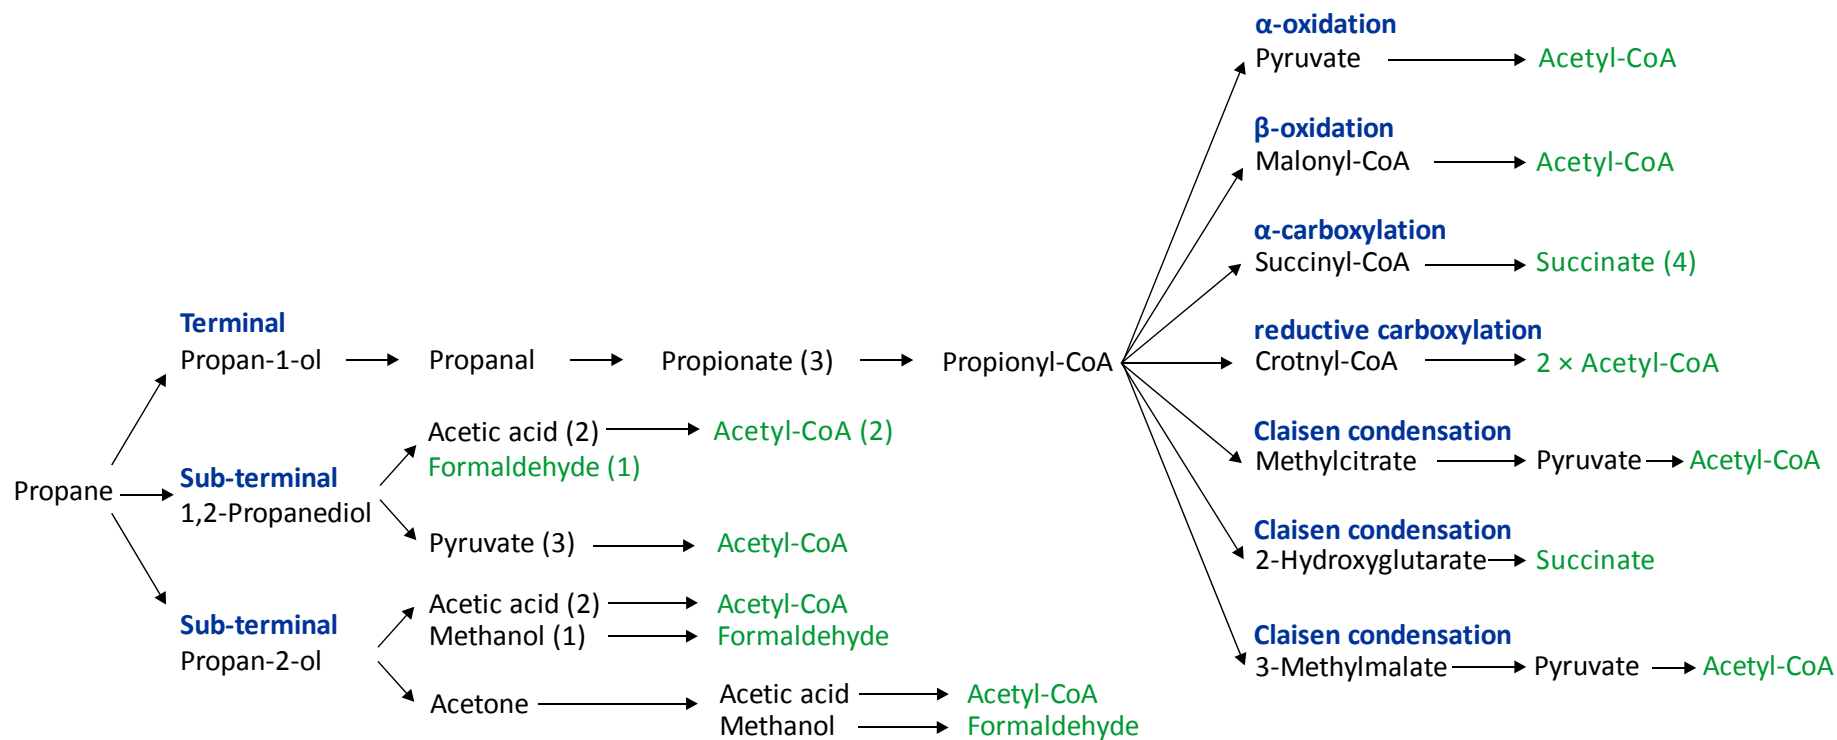 α-oxidation
Pyruvate
Acetyl-CoA
β-oxidation
Malonyl-CoA
Acetyl-CoA
α-carboxylation
Succinyl-CoA
Succinate (4)
Terminal
Propan-1-ol
Propanal
Propionate (3)
Propionyl-CoA
reductive carboxylation
Crotnyl-CoA
2 × Acetyl-CoA
Acetic acid (2)
Acetyl-CoA (2)
Formaldehyde (1)
Claisen condensation
Methylcitrate
Pyruvate
Acetyl-CoA
Propane
Sub-terminal
1,2-Propanediol
Pyruvate (3)
Acetyl-CoA
Claisen condensation
2-Hydroxyglutarate
Succinate
Sub-terminal
Propan-2-ol
Acetic acid (2)
Acetyl-CoA
Methanol (1)
Formaldehyde
Claisen condensation
3-Methylmalate
Pyruvate
Acetyl-CoA
Acetone
Acetic acid
Acetyl-CoA
Methanol
Formaldehyde